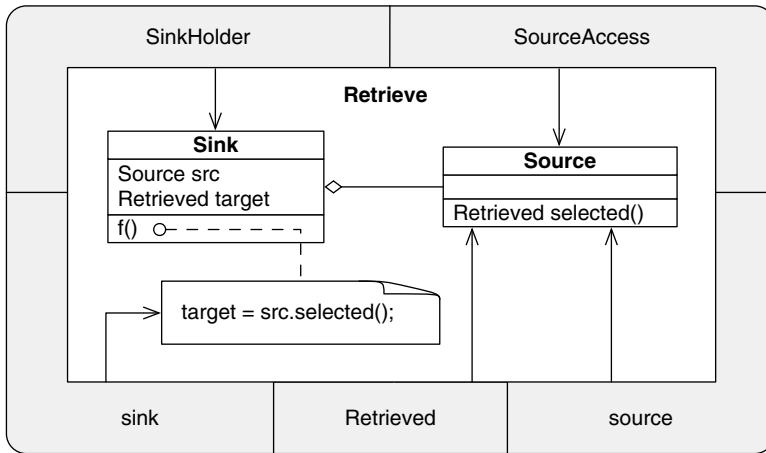 SinkHolder
SourceAccess
Retrieve
Sink
Source src
Retrieved target
f()
Source
Retrieved selected()
target = src.selected();
sink
Retrieved
source